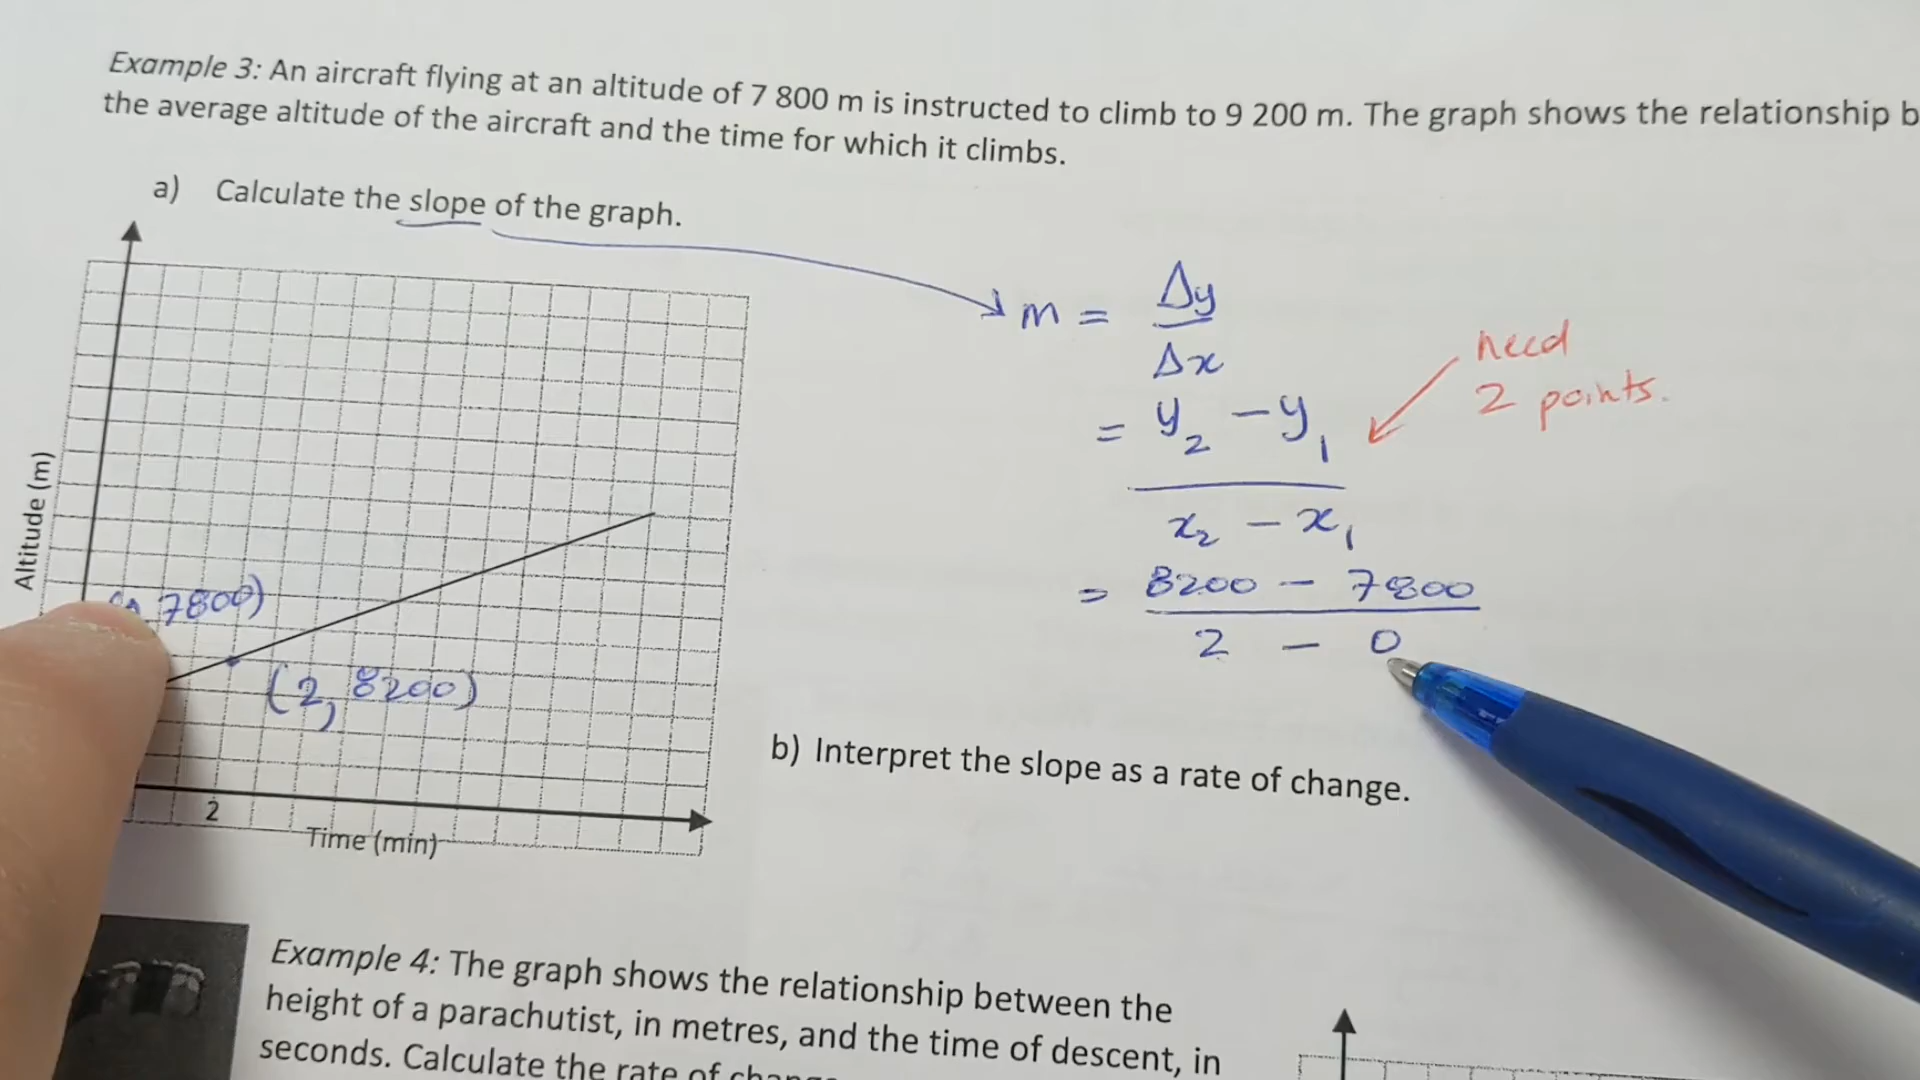 Example 3: An aircraft flying at an altitude of 7 800 m is instructed to climb to 9 200 m. The graph shows the relationship b
the average altitude of the aircraft and the time for which it climbs.
a) Calculate the slope of the graph.
m = Δy
Δx
= y₂ - y₁
x₂ - x₁
need
2 points.
= 8200 - 7800
2 - 0
Altitude (m)
7800)
(2, 8200)
2
Time (min)
b) Interpret the slope as a rate of change.
Example 4: The graph shows the relationship between the
height of a parachutist, in metres, and the time of descent, in
seconds. Calculate the rate of change